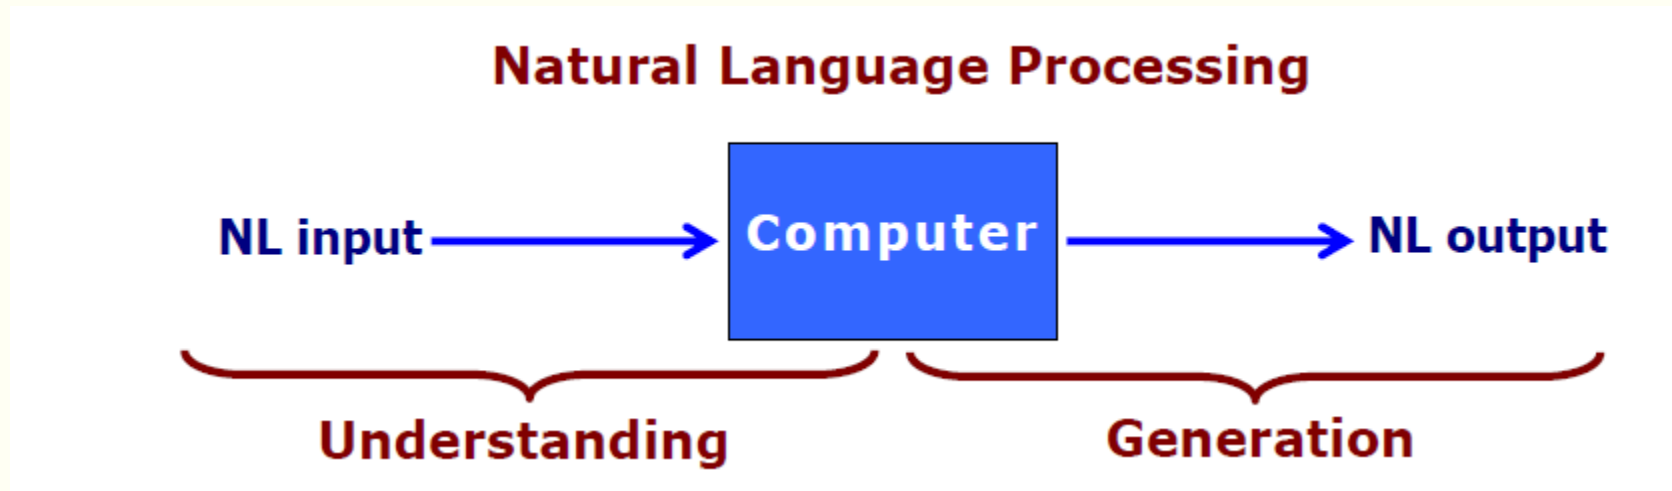 Natural Language Processing
NL input
Computer
NL output
Understanding
Generation